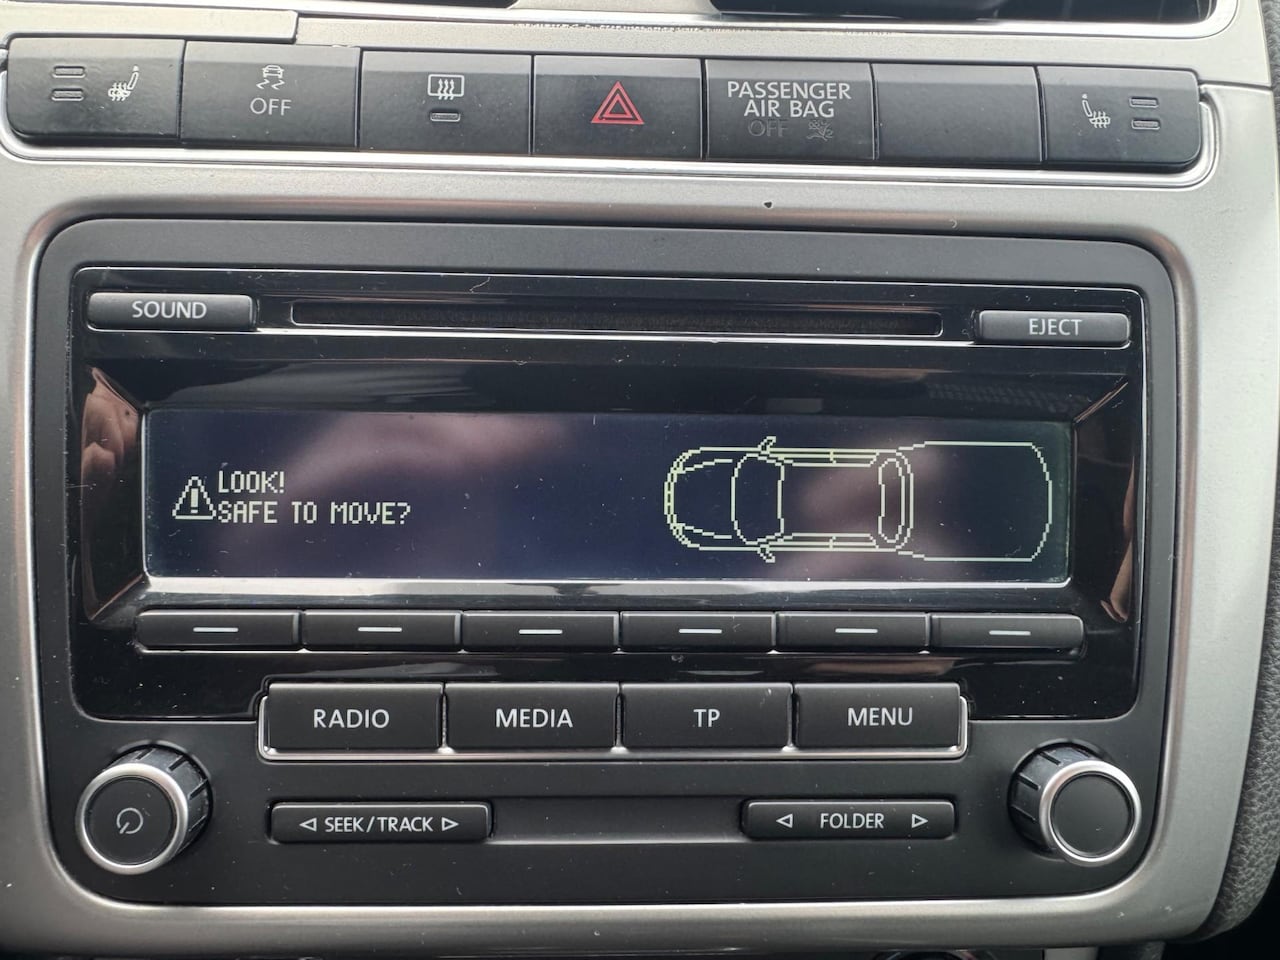 OFF
PASSENGER
AIR BAG
OFF
SOUND
EJECT
LOOK!
SAFE TO MOVE?
RADIO
MEDIA
TP
MENU
SEEK/TRACK
FOLDER